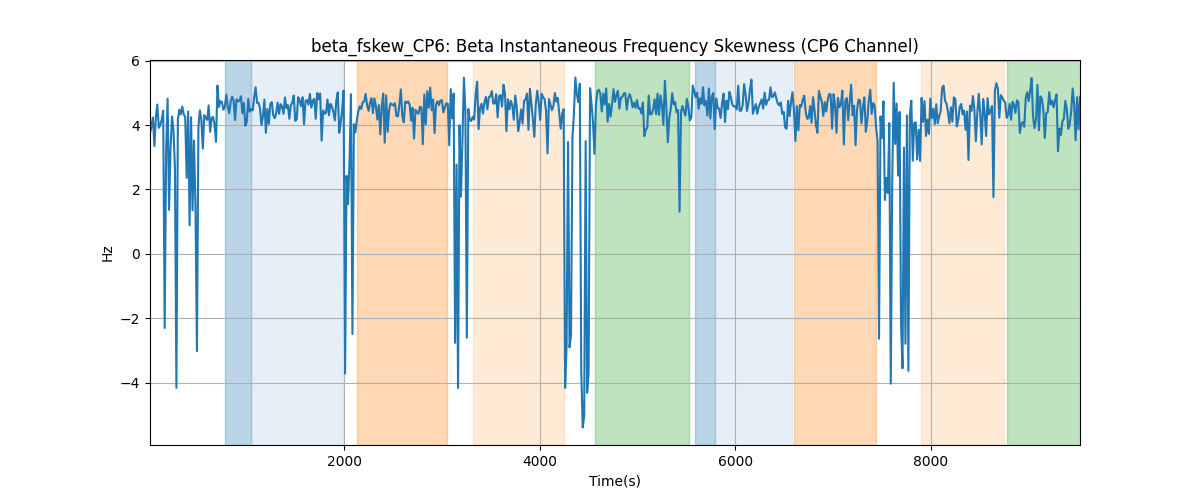 beta_fskew_CP6: Beta Instantaneous Frequency Skewness (CP6 Channel)
6
4
2
0
−2
−4
Hz
2000 4000 6000 8000
Time(s)